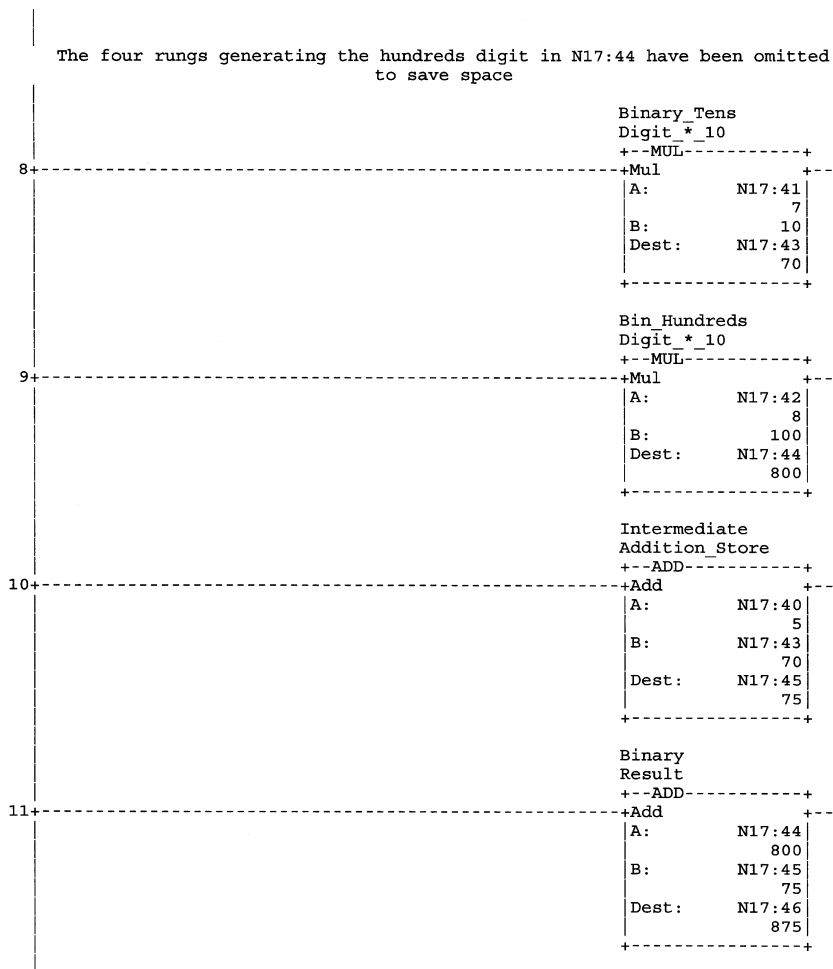 The four rungs generating the hundreds digit in N17:44 have been omitted
to save space
Binary_Tens
Digit_*_10
+--MUL-----------+
8+------------------------------------------------------+Mul +--
A: N17:41
7
B: 10
Dest: N17:43
70
+----------------+
Bin_Hundreds
Digit_*_10
+--MUL-----------+
9+------------------------------------------------------+Mul +--
A: N17:42
8
B: 100
Dest: N17:44
800
+----------------+
Intermediate
Addition_Store
+--ADD-----------+
10+------------------------------------------------------+Add +--
A: N17:40
5
B: N17:43
70
Dest: N17:45
75
+----------------+
Binary
Result
+--ADD-----------+
11+------------------------------------------------------+Add +--
A: N17:44
800
B: N17:45
75
Dest: N17:46
875
+----------------+